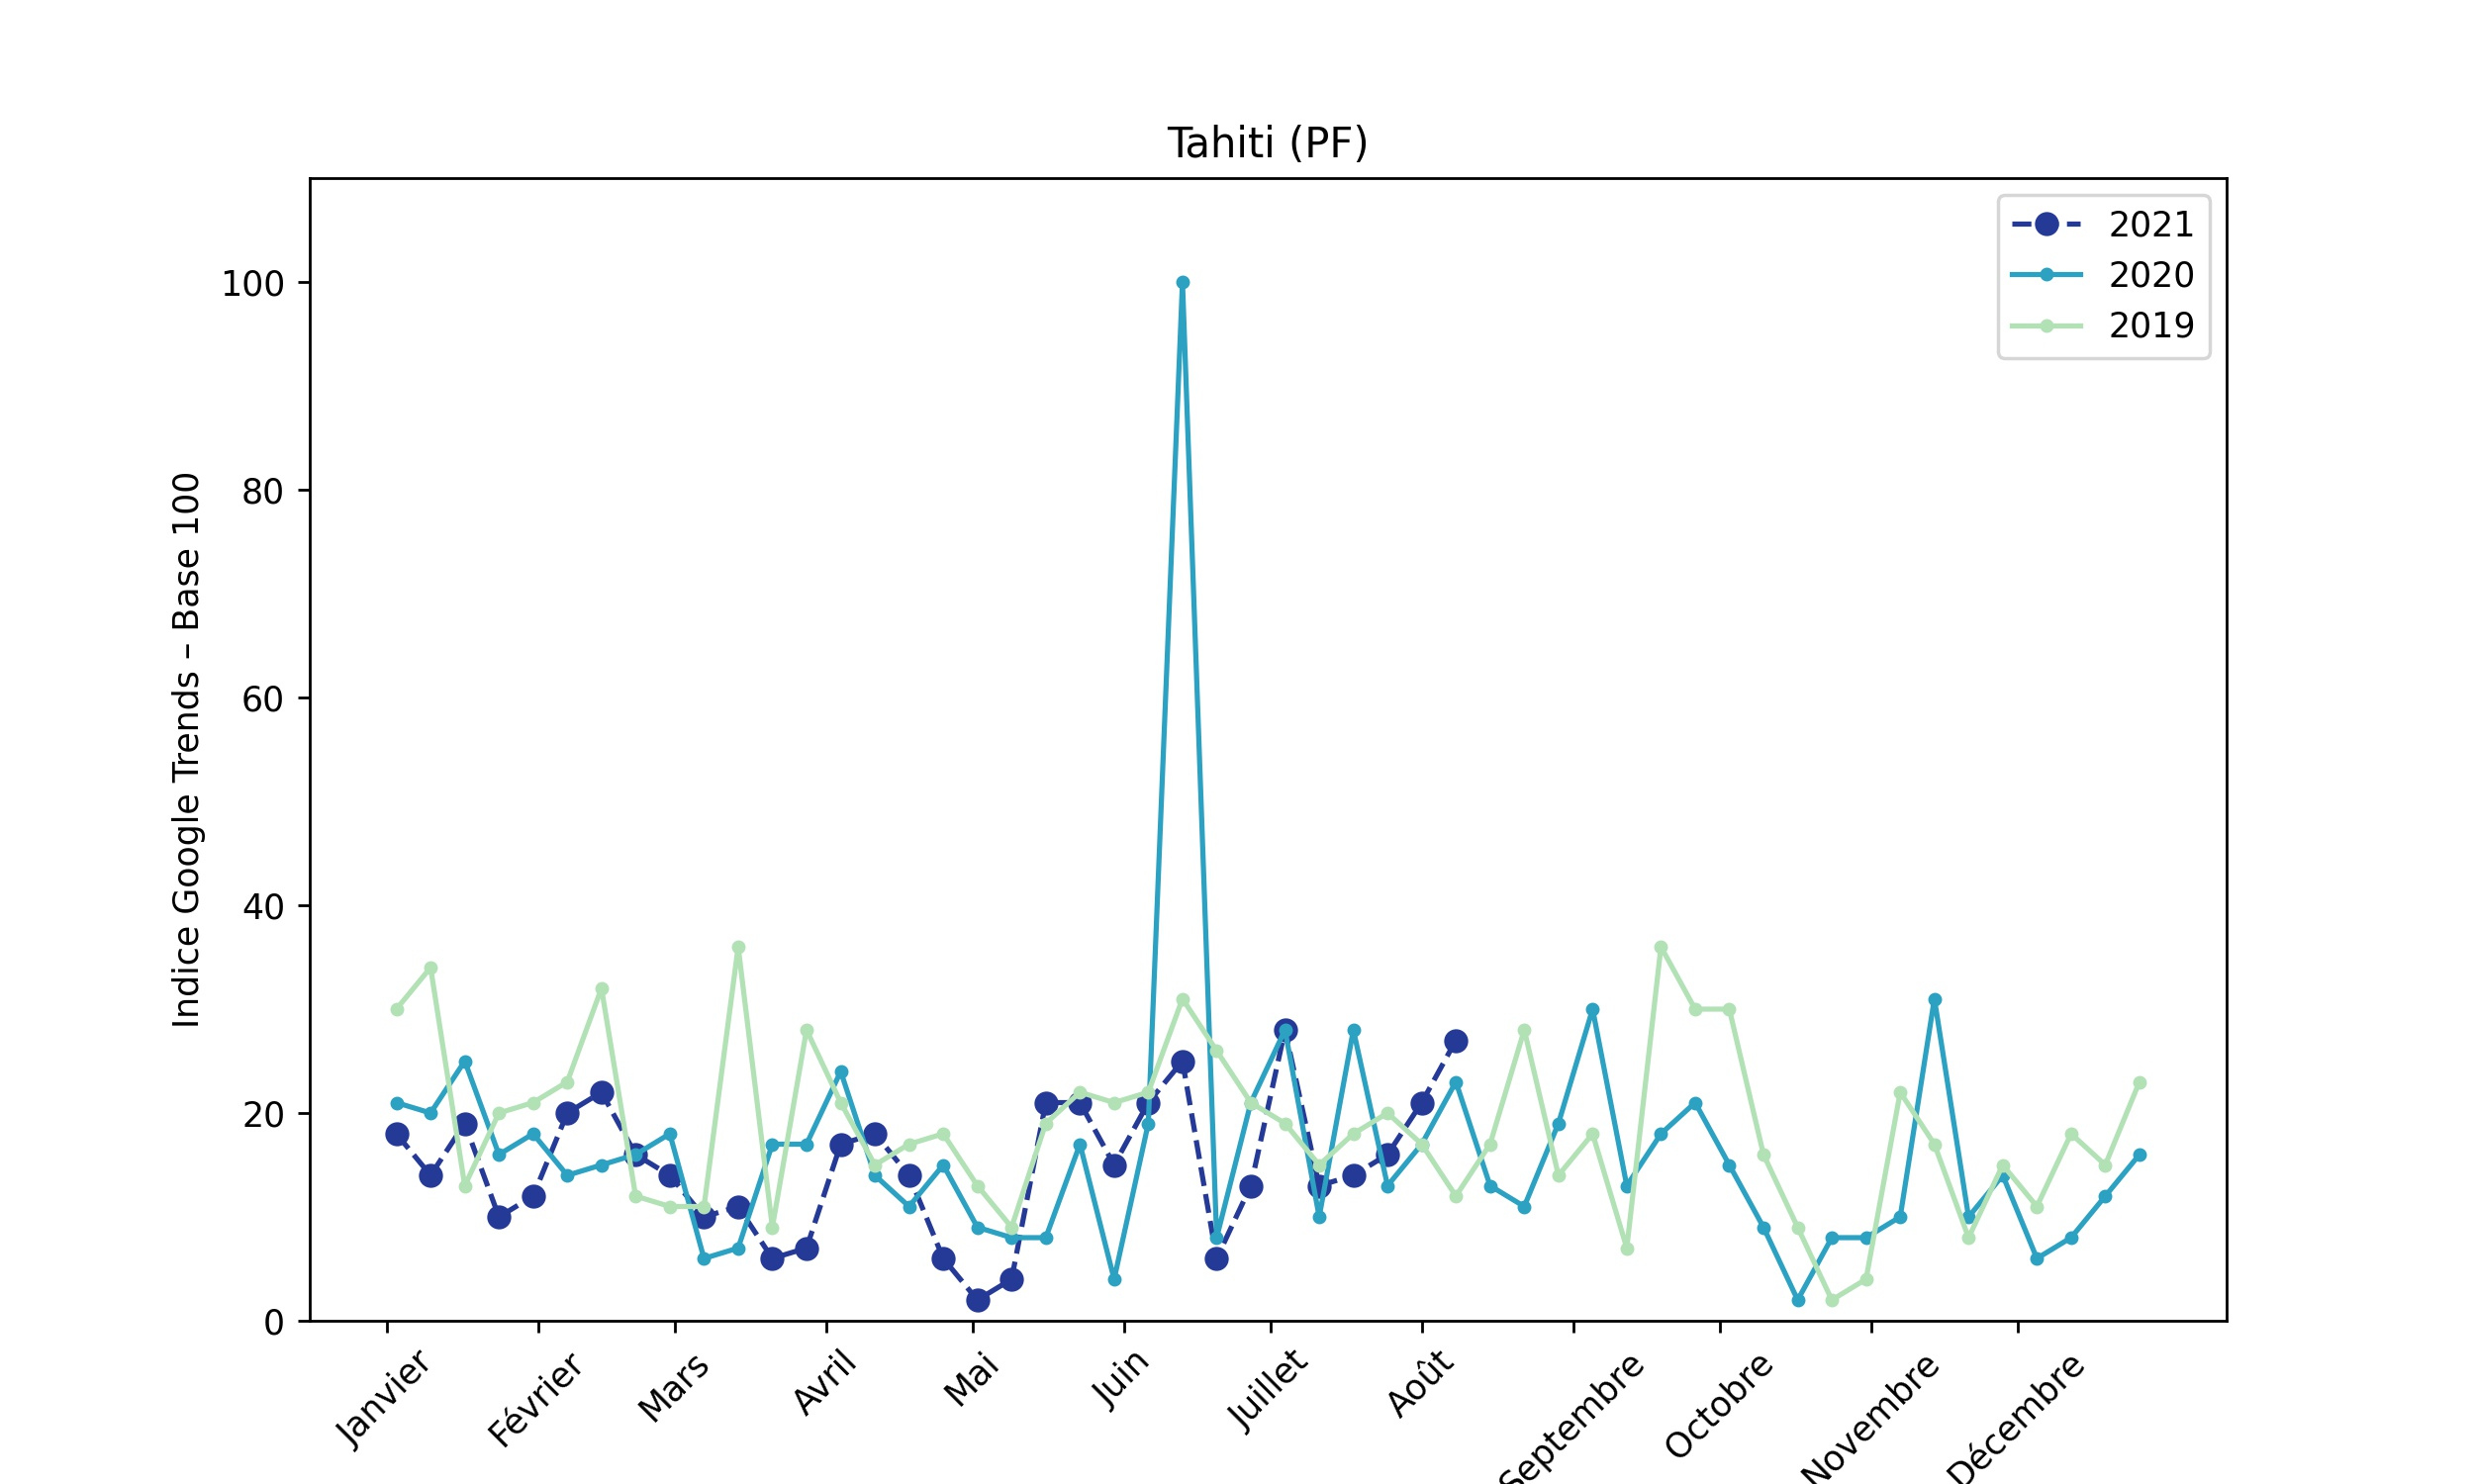 Tahiti (PF)
2021
2020
2019
Indice Google Trends – Base 100
100
80
60
40
20
0
Janvier
Février
Mars
Avril
Mai
Juin
Juillet
Août
Septembre
Octobre
Novembre
Décembre